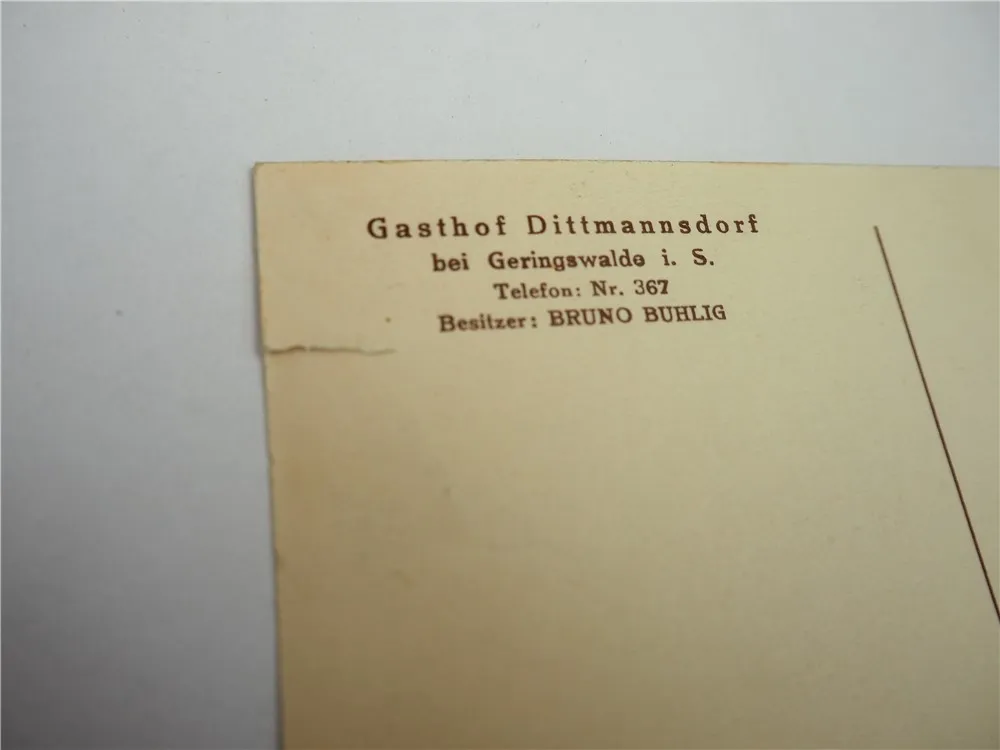 Gasthof Dittmannsdorf
bei Geringswalde i. S.
Telefon: Nr. 367
Besitzer: BRUNO BUHLIG